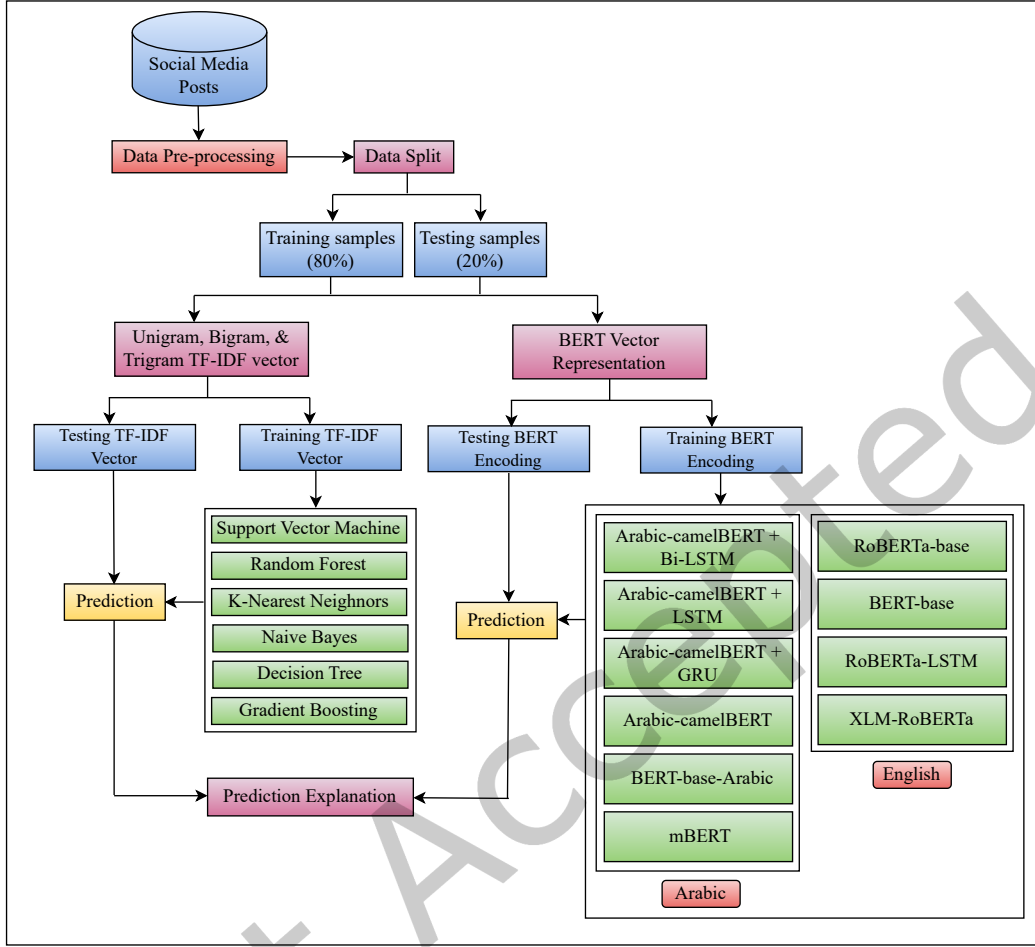 Social Media
Posts
Data Pre-processing
Data Split
Training samples
(80%)
Testing samples
(20%)
Unigram, Bigram, &
Trigram TF-IDF vector
BERT Vector
Representation
Testing TF-IDF
Vector
Training TF-IDF
Vector
Testing BERT
Encoding
Training BERT
Encoding
Support Vector Machine
Random Forest
K-Nearest Neighnors
Naive Bayes
Decision Tree
Gradient Boosting
Prediction
Prediction
Arabic-camelBERT +
Bi-LSTM
Arabic-camelBERT +
LSTM
Arabic-camelBERT +
GRU
Arabic-camelBERT
BERT-base-Arabic
mBERT
Arabic
RoBERTa-base
BERT-base
RoBERTa-LSTM
XLM-RoBERTa
English
Prediction Explanation
t Accepted